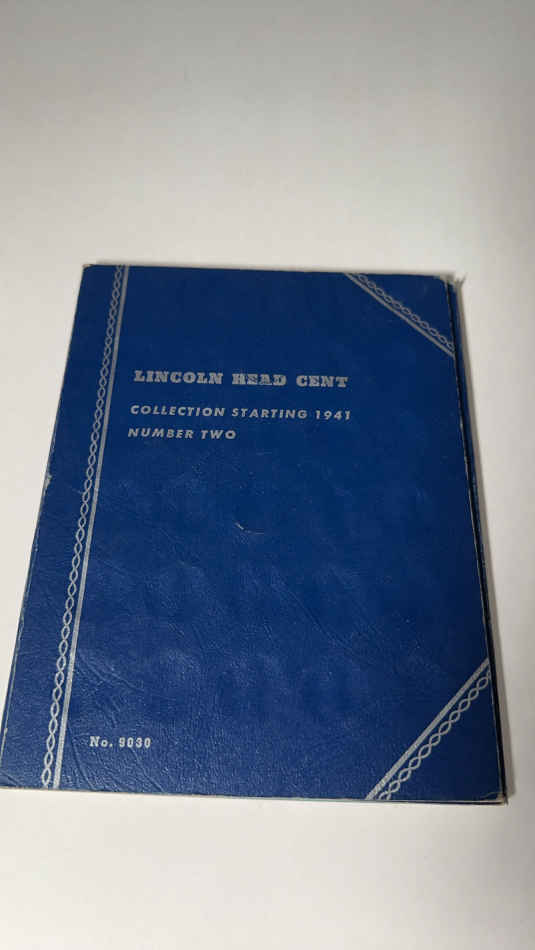 LINCOLN HEAD CENT
COLLECTION STARTING 1941
NUMBER TWO
No. 9030